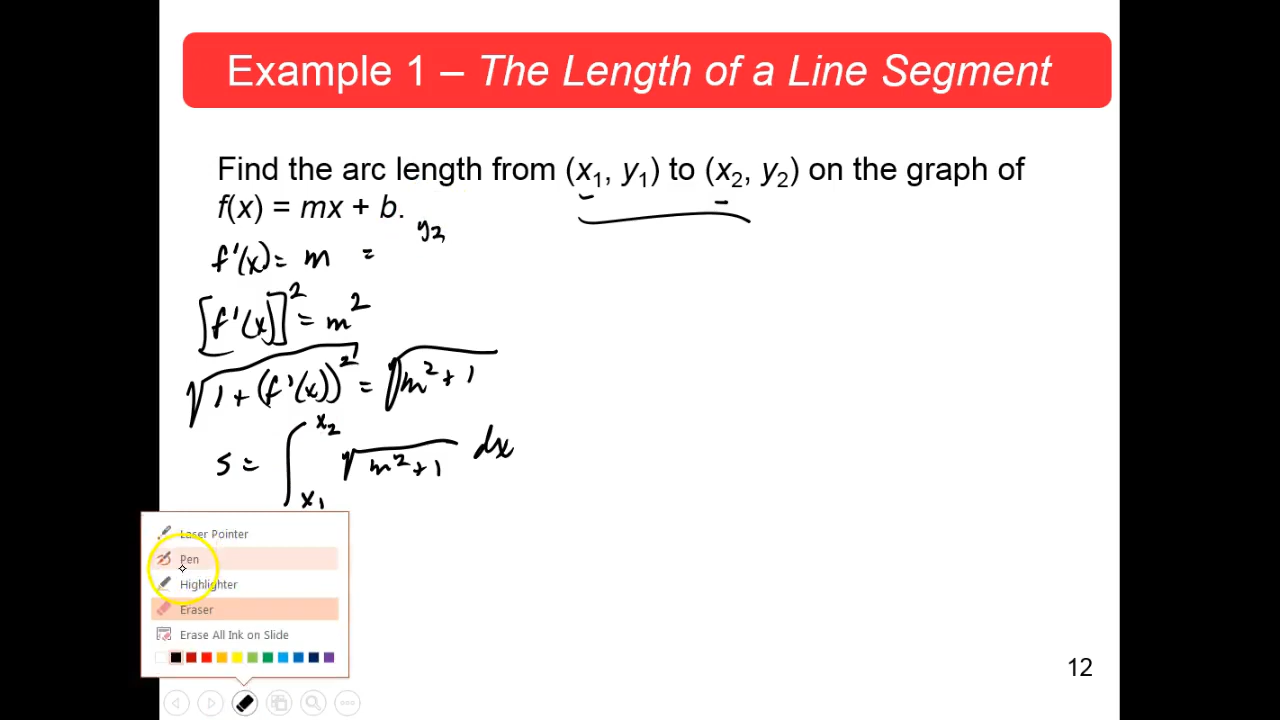 Example 1 – The Length of a Line Segment
Find the arc length from (x₁, y₁) to (x₂, y₂) on the graph of
f(x) = mx + b.
y₂
f'(x) = m =
[f'(x)]² = m²
√(1 + (f'(x))²) = √(m² + 1)
s = ∫ₓ₁ˣ² √(m² + 1) dx
Laser Pointer
Pen
Highlighter
Eraser
Erase All Ink on Slide
12